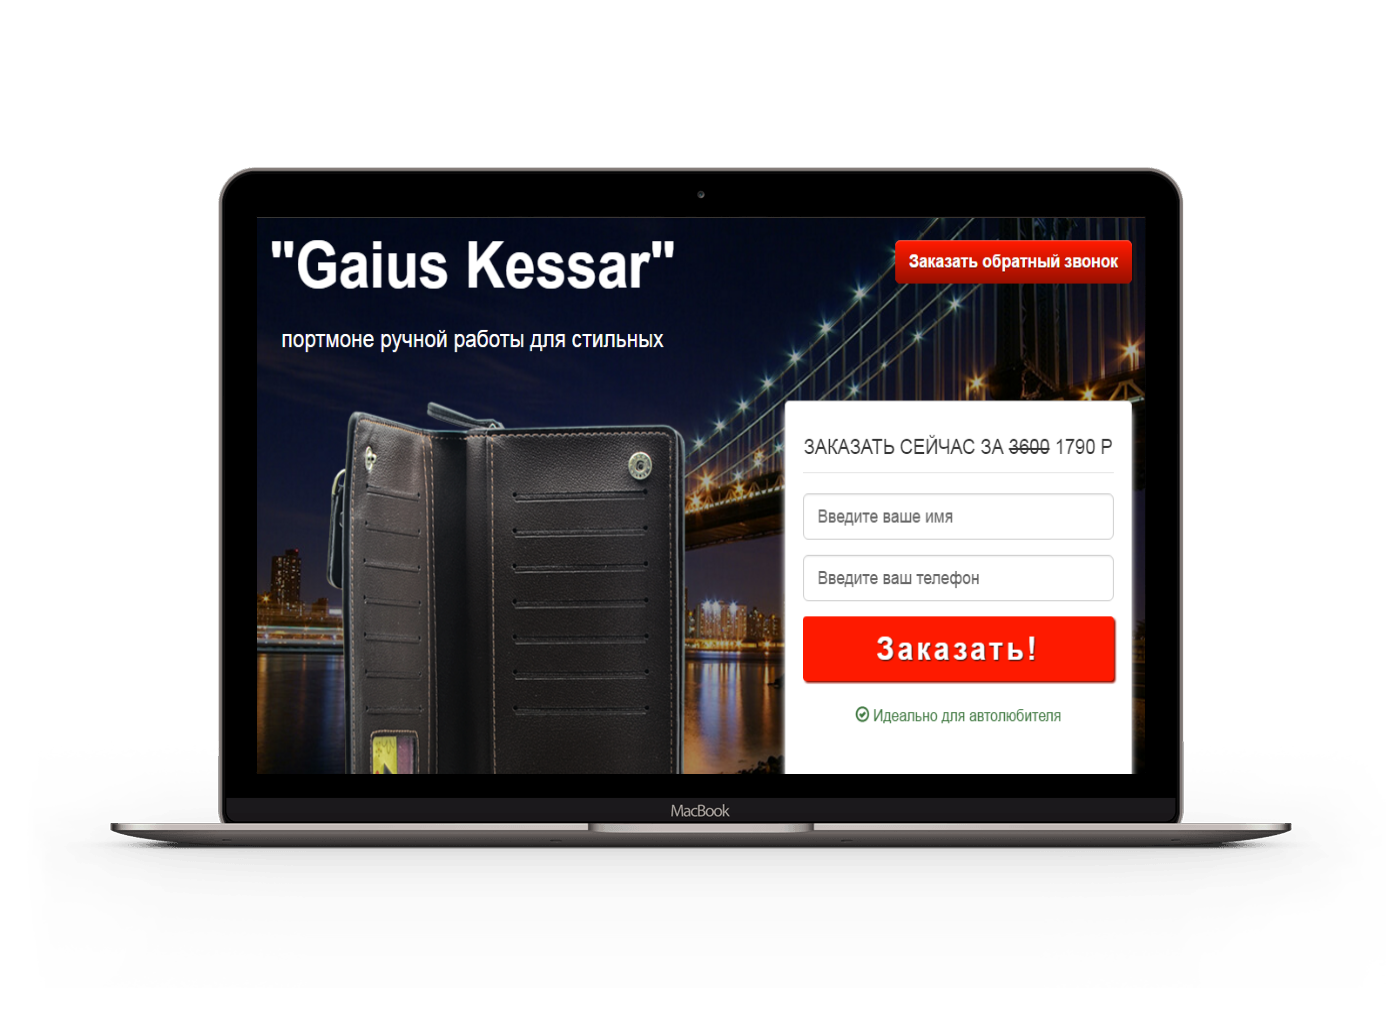 "Gaius Kessar"
Заказать обратный звонок
портмоне ручной работы для стильных
ЗАКАЗАТЬ СЕЙЧАС ЗА 3600 1790 Р
Введите ваше имя
Введите ваш телефон
Заказать!
Идеально для автолюбителя
MacBook